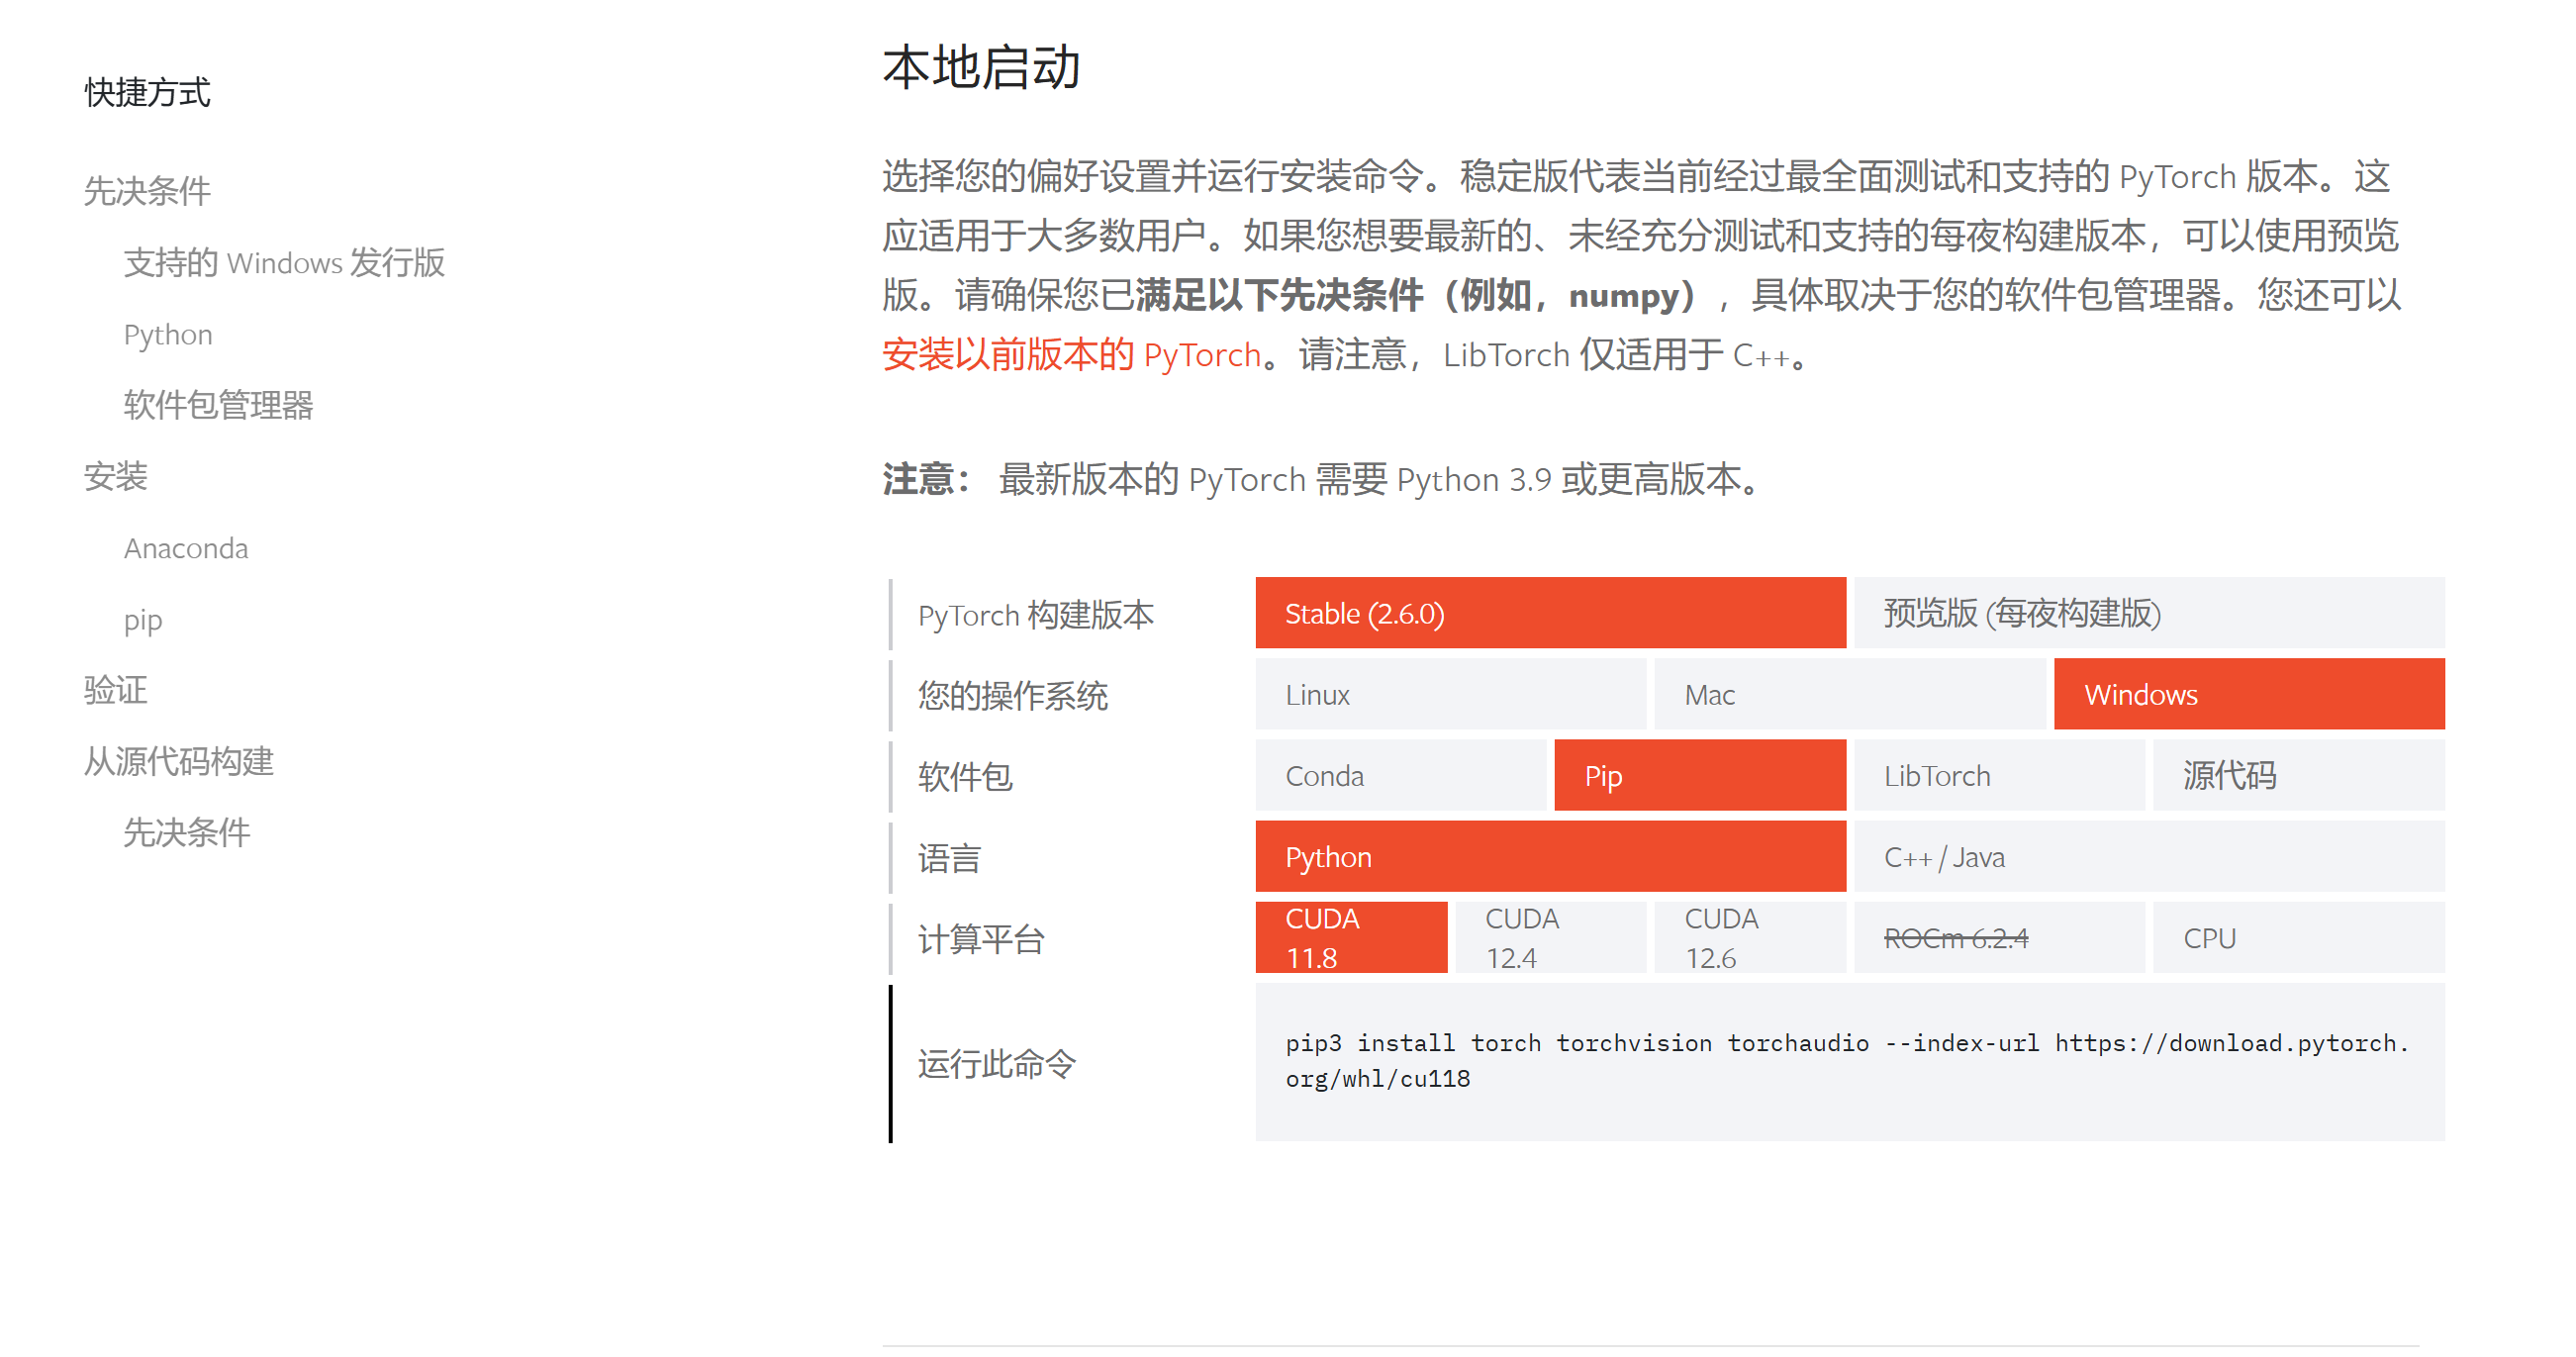 快捷方式
先决条件
支持的 Windows 发行版
Python
软件包管理器
安装
Anaconda
pip
验证
从源代码构建
先决条件
本地启动
选择您的偏好设置并运行安装命令。稳定版代表当前经过最全面测试和支持的 PyTorch 版本。这
应适用于大多数用户。如果您想要最新的、未经充分测试和支持的每夜构建版本，可以使用预览
版。请确保您已满足以下先决条件（例如，numpy），具体取决于您的软件包管理器。您还可以
安装以前版本的 PyTorch。请注意，LibTorch 仅适用于 C++。
注意： 最新版本的 PyTorch 需要 Python 3.9 或更高版本。
PyTorch 构建版本 Stable (2.6.0) 预览版 (每夜构建版)
您的操作系统 Linux Mac Windows
软件包 Conda Pip LibTorch 源代码
语言 Python C++ / Java
计算平台 CUDA 11.8 CUDA 12.4 CUDA 12.6 ROCm 6.2.4 CPU
运行此命令
pip3 install torch torchvision torchaudio --index-url https://download.pytorch.
org/whl/cu118